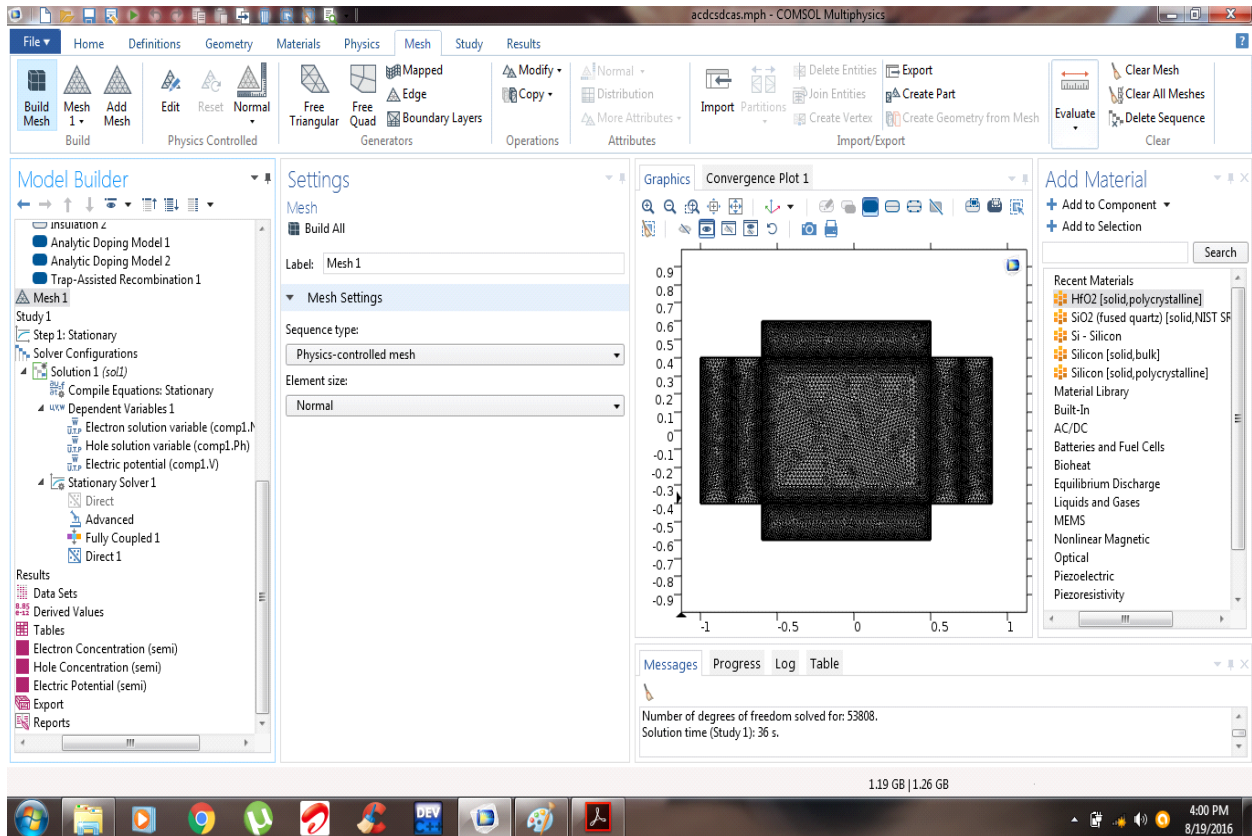 acdcsdcas.mph - COMSOL Multiphysics
File Home Definitions Geometry Materials Physics Mesh Study Results
Build Mesh
Mesh 1
Add Mesh
Build
Edit
Reset
Normal
Physics Controlled
Free Triangular
Free Quad
Mapped
Edge
Boundary Layers
Generators
Modify
Copy
Operations
Normal
Distribution
More Attributes
Attributes
Import
Partitions
Delete Entities
Join Entities
Create Vertex
Export
Create Part
Create Geometry from Mesh
Import/Export
Evaluate
Clear Mesh
Clear All Meshes
Delete Sequence
Clear
Model Builder
Insulation 2
Analytic Doping Model 1
Analytic Doping Model 2
Trap-Assisted Recombination 1
Mesh 1
Study 1
Step 1: Stationary
Solver Configurations
Solution 1 (sol1)
Compile Equations: Stationary
Dependent Variables 1
Electron solution variable (comp1.N
Hole solution variable (comp1.Ph)
Electric potential (comp1.V)
Stationary Solver 1
Direct
Advanced
Fully Coupled 1
Direct 1
Results
Data Sets
8.85 e-12 Derived Values
Tables
Electron Concentration (semi)
Hole Concentration (semi)
Electric Potential (semi)
Export
Reports
Settings
Mesh
Build All
Label: Mesh 1
Mesh Settings
Sequence type:
Physics-controlled mesh
Element size:
Normal
Graphics Convergence Plot 1
0.9
0.8
0.7
0.6
0.5
0.4
0.3
0.2
0.1
0
-0.1
-0.2
-0.3
-0.4
-0.5
-0.6
-0.7
-0.8
-0.9
-1 -0.5 0 0.5 1
Messages Progress Log Table
Number of degrees of freedom solved for: 53808.
Solution time (Study 1): 36 s.
Add Material
+ Add to Component
+ Add to Selection
Search
Recent Materials
HfO2 [solid,polycrystalline]
SiO2 (fused quartz) [solid,NIST SR
Si - Silicon
Silicon [solid,bulk]
Silicon [solid,polycrystalline]
Material Library
Built-In
AC/DC
Batteries and Fuel Cells
Bioheat
Equilibrium Discharge
Liquids and Gases
MEMS
Nonlinear Magnetic
Optical
Piezoelectric
Piezoresistivity
1.19 GB | 1.26 GB
DEV
4:00 PM
8/19/2016